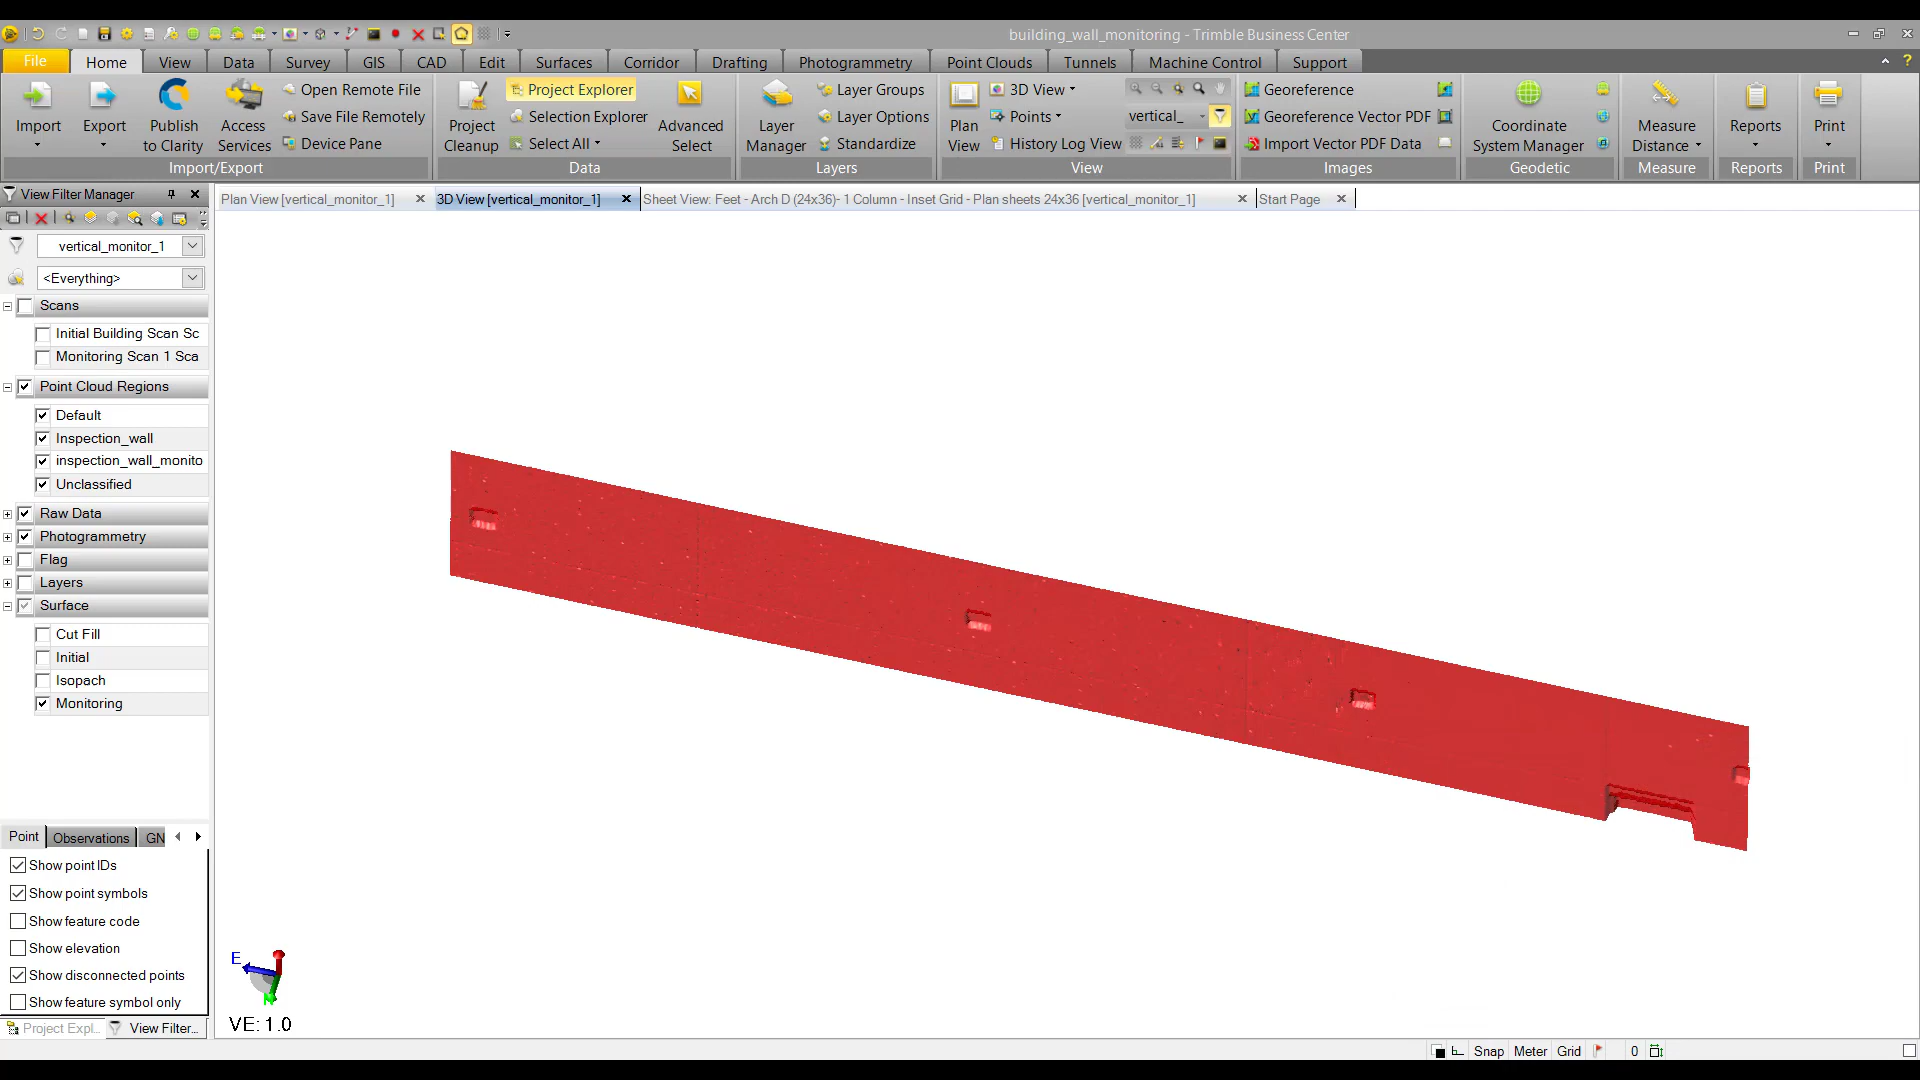 building_wall_monitoring - Trimble Business Center
File Home View Data Survey GIS CAD Edit Surfaces Corridor Drafting Photogrammetry Point Clouds Tunnels Machine Control Support
Import
Export
Publish
to Clarity
Access
Services
Open Remote File
Save File Remotely
Device Pane
Import/Export
Project
Cleanup
Project Explorer
Selection Explorer
Select All
Advanced
Select
Data
Layer
Manager
Layer Groups
Layer Options
Standardize
Layers
Plan
View
3D View
Points
History Log View
vertical_
View
Georeference
Georeference Vector PDF
Import Vector PDF Data
Images
Coordinate
System Manager
Geodetic
Measure
Distance
Measure
Reports
Reports
Print
Print
View Filter Manager
Plan View [vertical_monitor_1]
3D View [vertical_monitor_1]
Sheet View: Feet - Arch D (24x36)- 1 Column - Inset Grid - Plan sheets 24x36 [vertical_monitor_1]
Start Page
vertical_monitor_1
<Everything>
Scans
Initial Building Scan Sc
Monitoring Scan 1 Sca
Point Cloud Regions
Default
Inspection_wall
inspection_wall_monito
Unclassified
Raw Data
Photogrammetry
Flag
Layers
Surface
Cut Fill
Initial
Isopach
Monitoring
Point Observations GN
Show point IDs
Show point symbols
Show feature code
Show elevation
Show disconnected points
Show feature symbol only
Project Expl... View Filter...
E
N
VE: 1.0
Snap Meter Grid 0